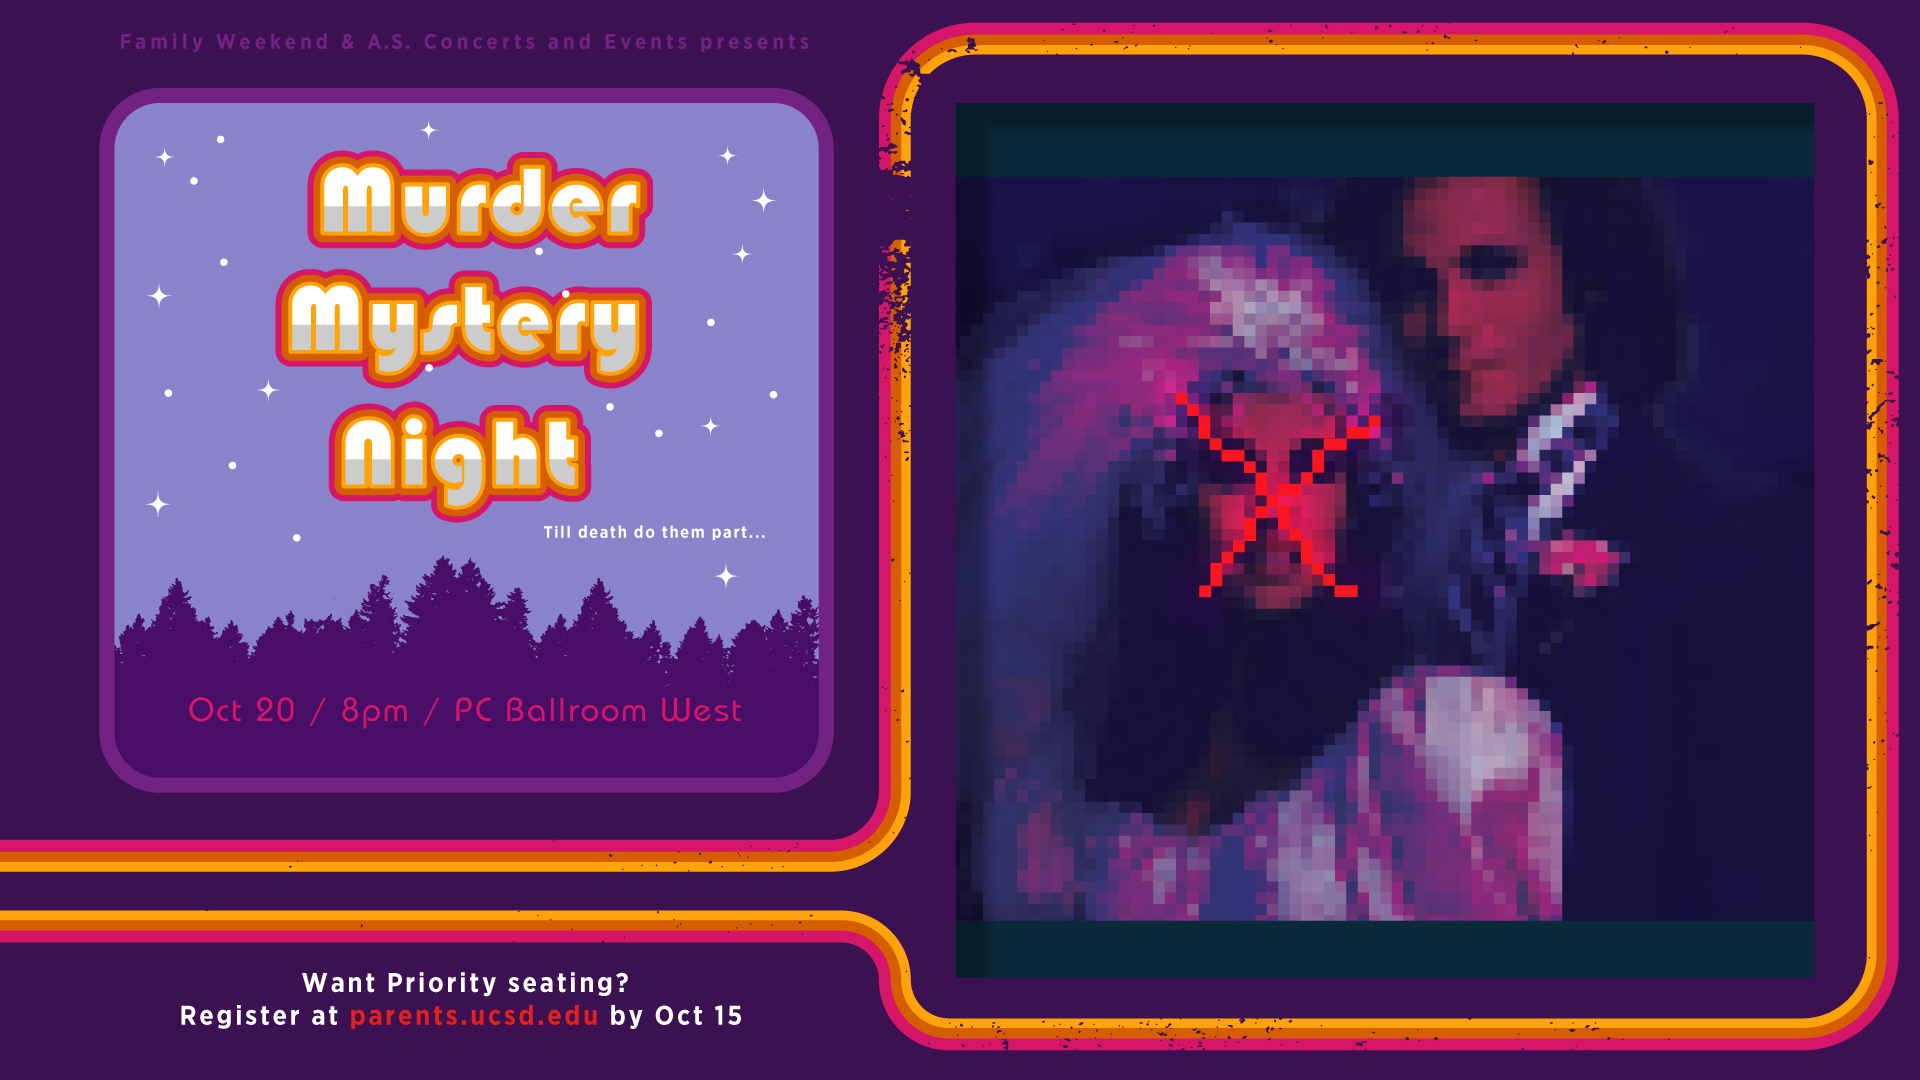 Family Weekend & A.S. Concerts and Events presents
Murder
Mystery
Night
Till death do them part...
Oct 20 / 8pm / PC Ballroom West
Want Priority seating?
Register at parents.ucsd.edu by Oct 15